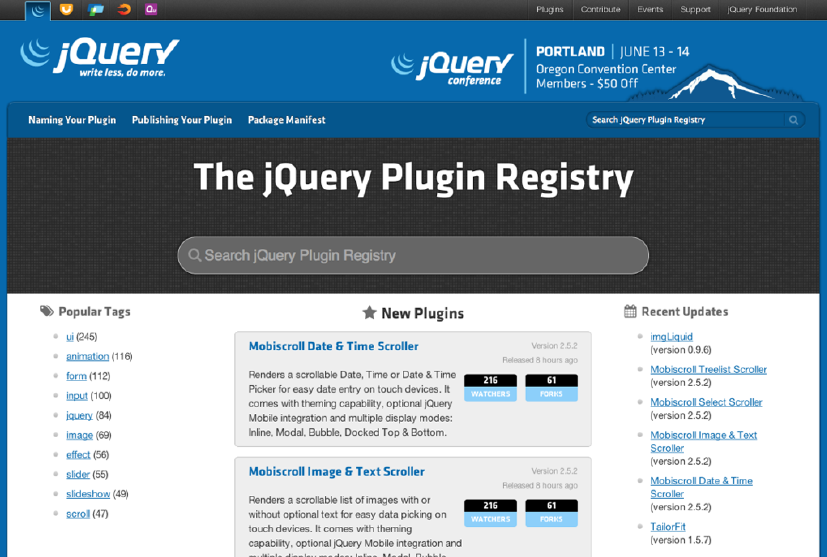 Plugins Contribute Events Support jQuery Foundation
jQuery
write less, do more.
jQuery
conference
PORTLAND | JUNE 13 - 14
Oregon Convention Center
Members - $50 Off
Naming Your Plugin Publishing Your Plugin Package Manifest
Search jQuery Plugin Registry
The jQuery Plugin Registry
Search jQuery Plugin Registry
Popular Tags
ui (245)
animation (116)
form (112)
input (100)
jquery (84)
image (69)
effect (56)
slider (55)
slideshow (49)
scroll (47)
New Plugins
Mobiscroll Date & Time Scroller
Version 2.5.2
Released 8 hours ago
Renders a scrollable Date, Time or Date & Time
Picker for easy date entry on touch devices. It
comes with theming capability, optional jQuery
Mobile integration and multiple display modes:
Inline, Modal, Bubble, Docked Top & Bottom.
216
WATCHERS
61
FORKS
Mobiscroll Image & Text Scroller
Version 2.5.2
Released 8 hours ago
Renders a scrollable list of images with or
without optional text for easy data picking on
touch devices. It comes with theming
capability, optional jQuery Mobile integration and
multiple display modes: Inline, Modal, Bubble,
216
WATCHERS
61
FORKS
Recent Updates
imgLiquid
(version 0.9.6)
Mobiscroll Treelist Scroller
(version 2.5.2)
Mobiscroll Select Scroller
(version 2.5.2)
Mobiscroll Image & Text
Scroller
(version 2.5.2)
Mobiscroll Date & Time
Scroller
(version 2.5.2)
TailorFit
(version 1.5.7)